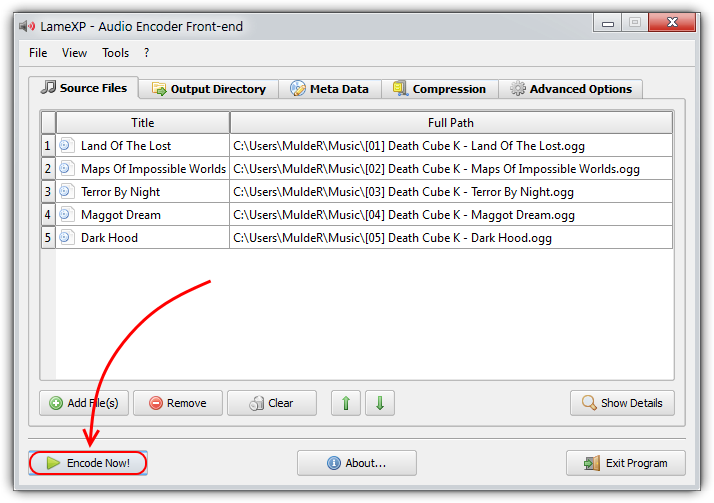 LameXP - Audio Encoder Front-end
File View Tools ?
Source Files Output Directory Meta Data Compression Advanced Options
Title Full Path
1 Land Of The Lost C:\Users\MuldeR\Music\[01] Death Cube K - Land Of The Lost.ogg
2 Maps Of Impossible Worlds C:\Users\MuldeR\Music\[02] Death Cube K - Maps Of Impossible Worlds.ogg
3 Terror By Night C:\Users\MuldeR\Music\[03] Death Cube K - Terror By Night.ogg
4 Maggot Dream C:\Users\MuldeR\Music\[04] Death Cube K - Maggot Dream.ogg
5 Dark Hood C:\Users\MuldeR\Music\[05] Death Cube K - Dark Hood.ogg
Add File(s) Remove Clear Show Details
Encode Now! About... Exit Program